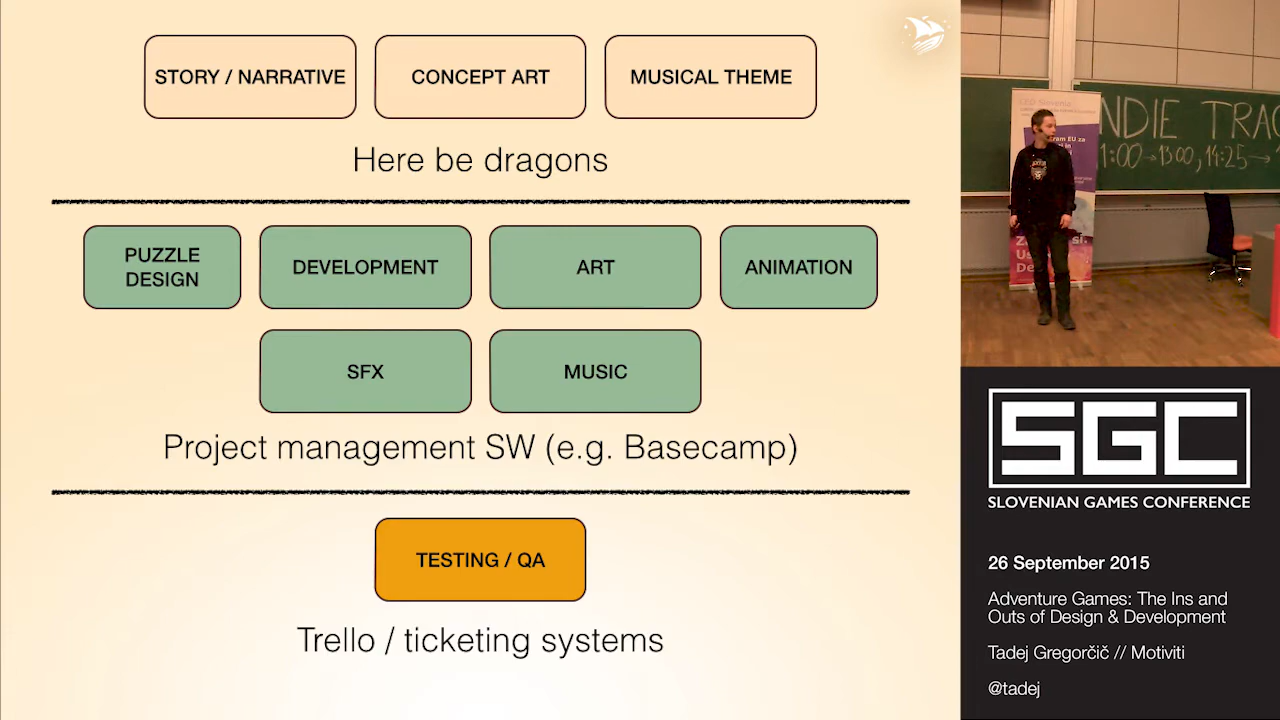 STORY / NARRATIVE
CONCEPT ART
MUSICAL THEME
Here be dragons
PUZZLE
DESIGN
DEVELOPMENT
ART
ANIMATION
SFX
MUSIC
Project management SW (e.g. Basecamp)
TESTING / QA
Trello / ticketing systems
CED Slovenia
NDIE TRAC
1:00 → 13:00, 14:25 →
SGC
SLOVENIAN GAMES CONFERENCE
26 September 2015
Adventure Games: The Ins and
Outs of Design & Development
Tadej Gregorčič // Motiviti
@tadej